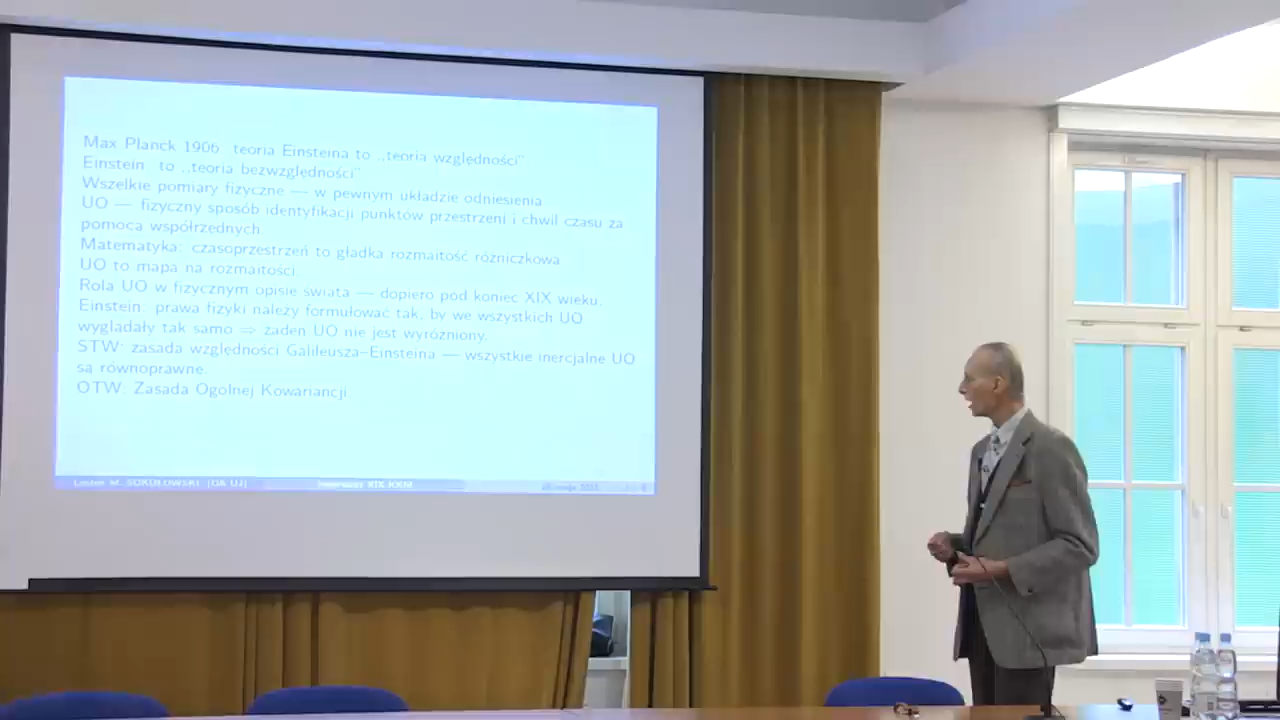 Max Planck 1906 teoria Einsteina to ,,teoria względności”
Einstein to ,,teoria bezwzględności”
Wszelkie pomiary fizyczne — w pewnym układzie odniesienia
UO — fizyczny sposób identyfikacji punktów przestrzeni i chwil czasu za
pomocą współrzędnych.
Matematyka: czasoprzestrzeń to gładka rozmaitość różniczkowa
UO to mapa na rozmaitości.
Rola UO w fizycznym opisie świata — dopiero pod koniec XIX wieku.
Einstein: prawa fizyki należy formułować tak, by we wszystkich UO
wyglądały tak samo ⇒ żaden UO nie jest wyróżniony.
STW: zasada względności Galileusza–Einsteina — wszystkie inercjalne UO
są równoprawne.
OTW: Zasada Ogólnej Kowariancji.
M. SOKOŁOWSKI (OA UJ)
XIX